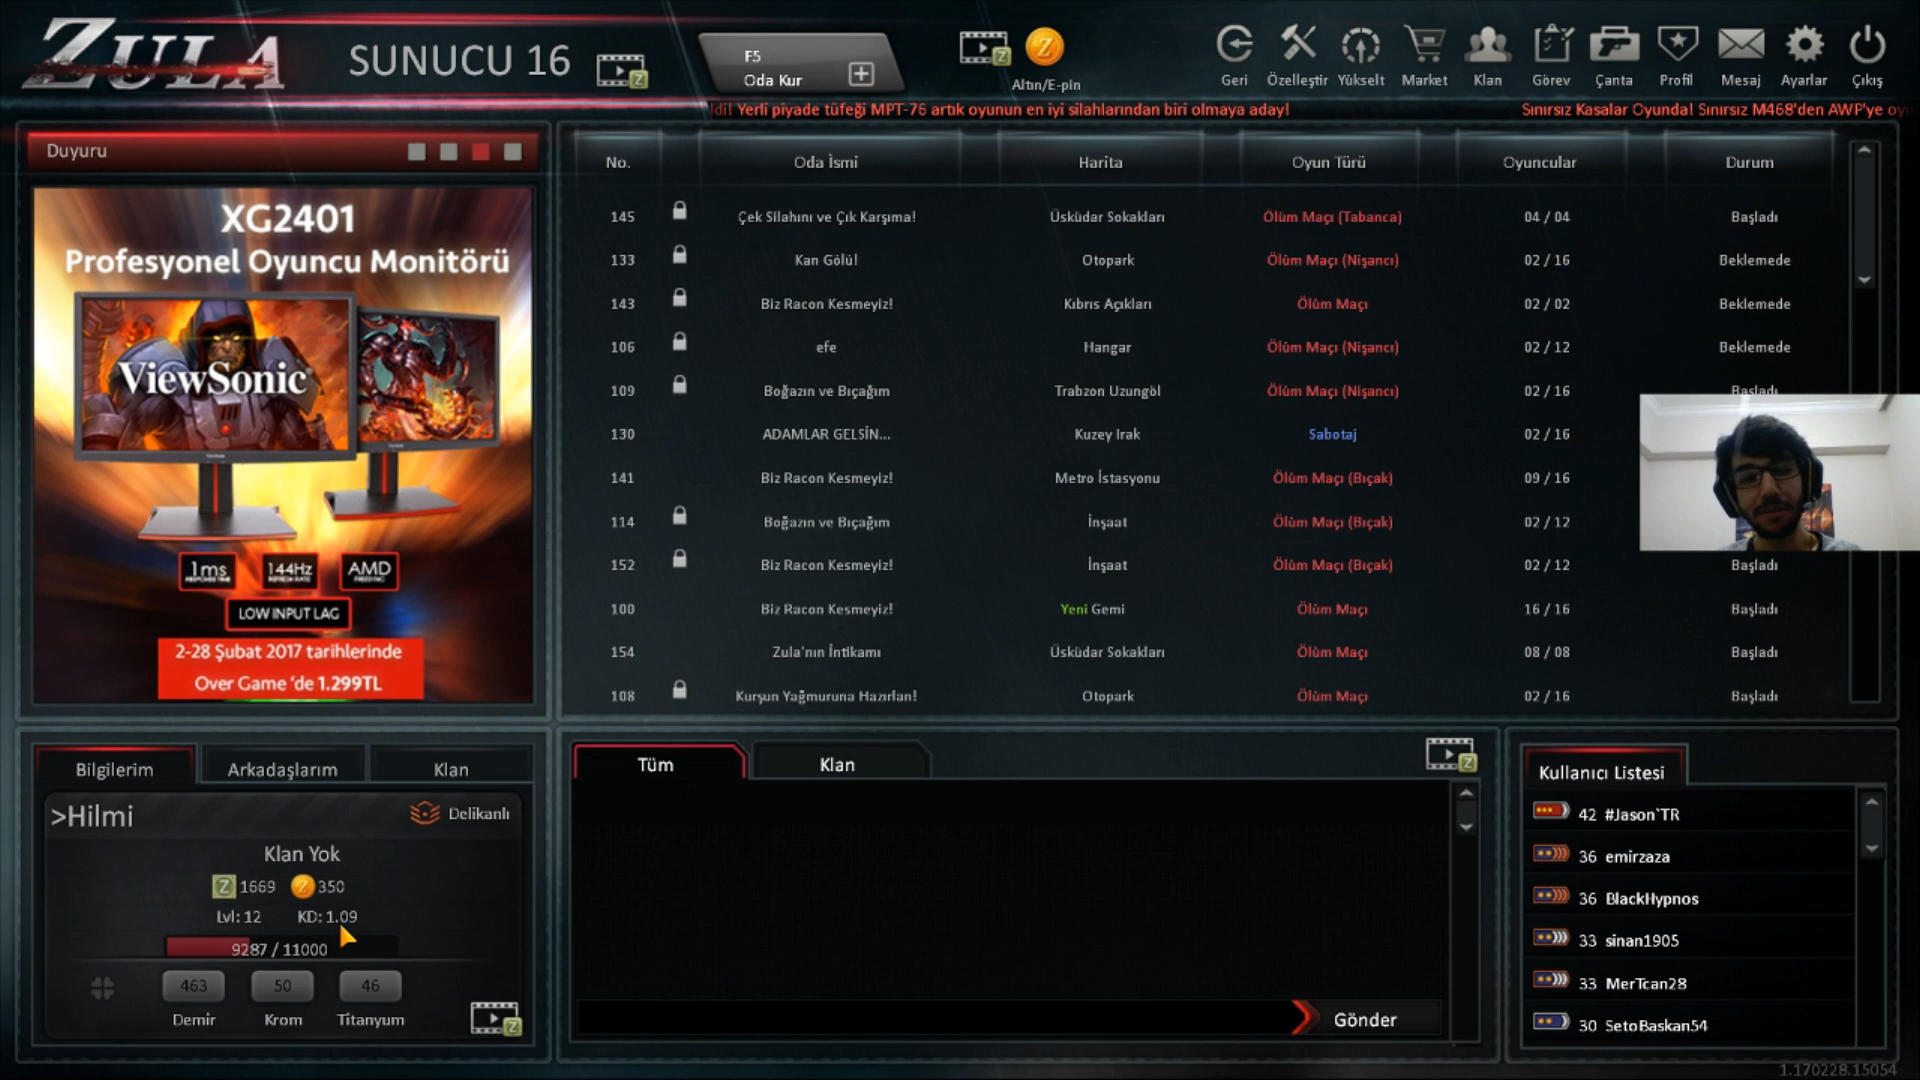 ZULA
SUNUCU 16
F5
Oda Kur
Altın/E-pin
Geri
Özelleştir
Yükselt
Market
Klan
Görev
Çanta
Profil
Mesaj
Ayarlar
Çıkış
ldi! Yerli piyade tüfeği MPT-76 artık oyunun en iyi silahlarından biri olmaya aday!
Sınırsız Kasalar Oyunda! Sınırsız M468'den AWP'ye oyu
Duyuru
XG2401
Profesyonel Oyuncu Monitörü
ViewSonic
1ms
RESPONSE TIME
144Hz
REFRESH RATE
AMD
FREESYNC
LOW INPUT LAG
2-28 Şubat 2017 tarihlerinde
Over Game 'de 1.299TL
No. Oda İsmi Harita Oyun Türü Oyuncular Durum
145 Çek Silahını ve Çık Karşıma! Üsküdar Sokakları Ölüm Maçı (Tabanca) 04 / 04 Başladı
133 Kan Gölü! Otopark Ölüm Maçı (Nişancı) 02 / 16 Beklemede
143 Biz Racon Kesmeyiz! Kıbrıs Açıkları Ölüm Maçı 02 / 02 Beklemede
106 efe Hangar Ölüm Maçı (Nişancı) 02 / 12 Beklemede
109 Boğazın ve Bıçağım Trabzon Uzungöl Ölüm Maçı (Nişancı) 02 / 16 Başladı
130 ADAMLAR GELSİN... Kuzey Irak Sabotaj 02 / 16
141 Biz Racon Kesmeyiz! Metro İstasyonu Ölüm Maçı (Bıçak) 09 / 16
114 Boğazın ve Bıçağım İnşaat Ölüm Maçı (Bıçak) 02 / 12
152 Biz Racon Kesmeyiz! İnşaat Ölüm Maçı (Bıçak) 02 / 12 Başladı
100 Biz Racon Kesmeyiz! Yeni Gemi Ölüm Maçı 16 / 16 Başladı
154 Zula'nın İntikamı Üsküdar Sokakları Ölüm Maçı 08 / 08 Başladı
108 Kurşun Yağmuruna Hazırlan! Otopark Ölüm Maçı 02 / 16 Başladı
Bilgilerim
Arkadaşlarım
Klan
>Hilmi
Delikanlı
Klan Yok
1669 350
Lvl: 12 KD: 1.09
9287 / 11000
463 50 46
Demir Krom Titanyum
Tüm
Klan
Gönder
Kullanıcı Listesi
42 #Jason`TR
36 emirzaza
36 BlackHypnos
33 sinan1905
33 MerTcan28
30 SetoBaskan54
1.170228.15054